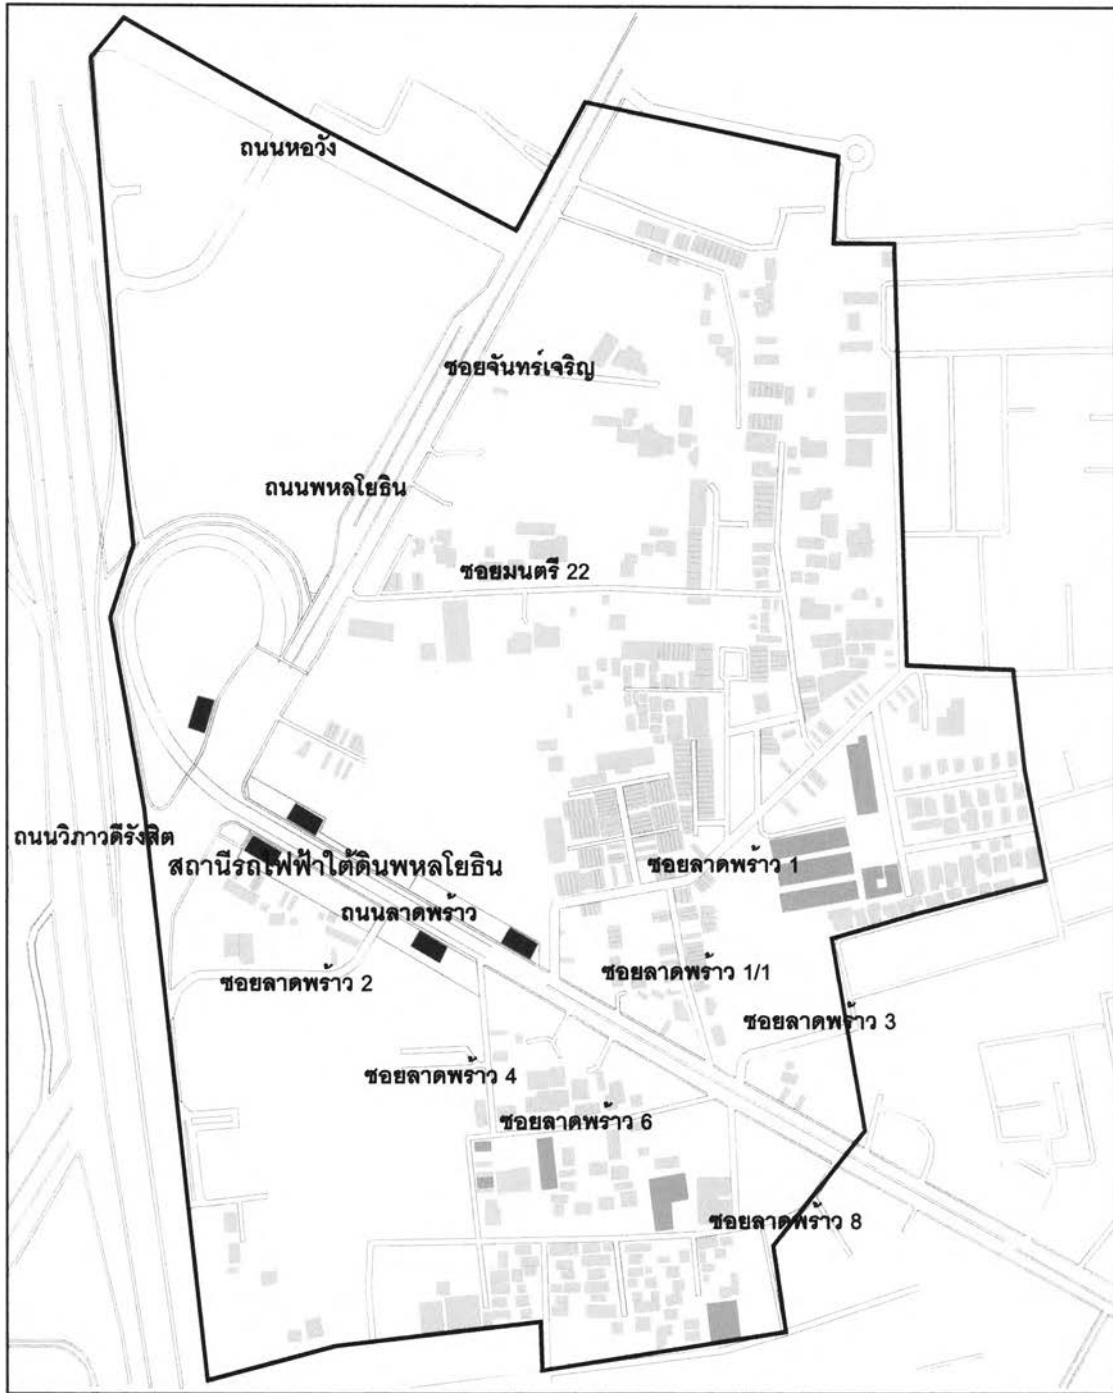 ถนนหอวัง
ซอยจันทร์เจริญ
ถนนพหลโยธิน
ซอยมนตรี 22
ถนนวิภาวดีรังสิต
สถานีรถไฟฟ้าใต้ดินพหลโยธิน
ซอยลาดพร้าว 1
ถนนลาดพร้าว
ซอยลาดพร้าว 2
ซอยลาดพร้าว 1/1
ซอยลาดพร้าว 3
ซอยลาดพร้าว 4
ซอยลาดพร้าว 6
ซอยลาดพร้าว 8